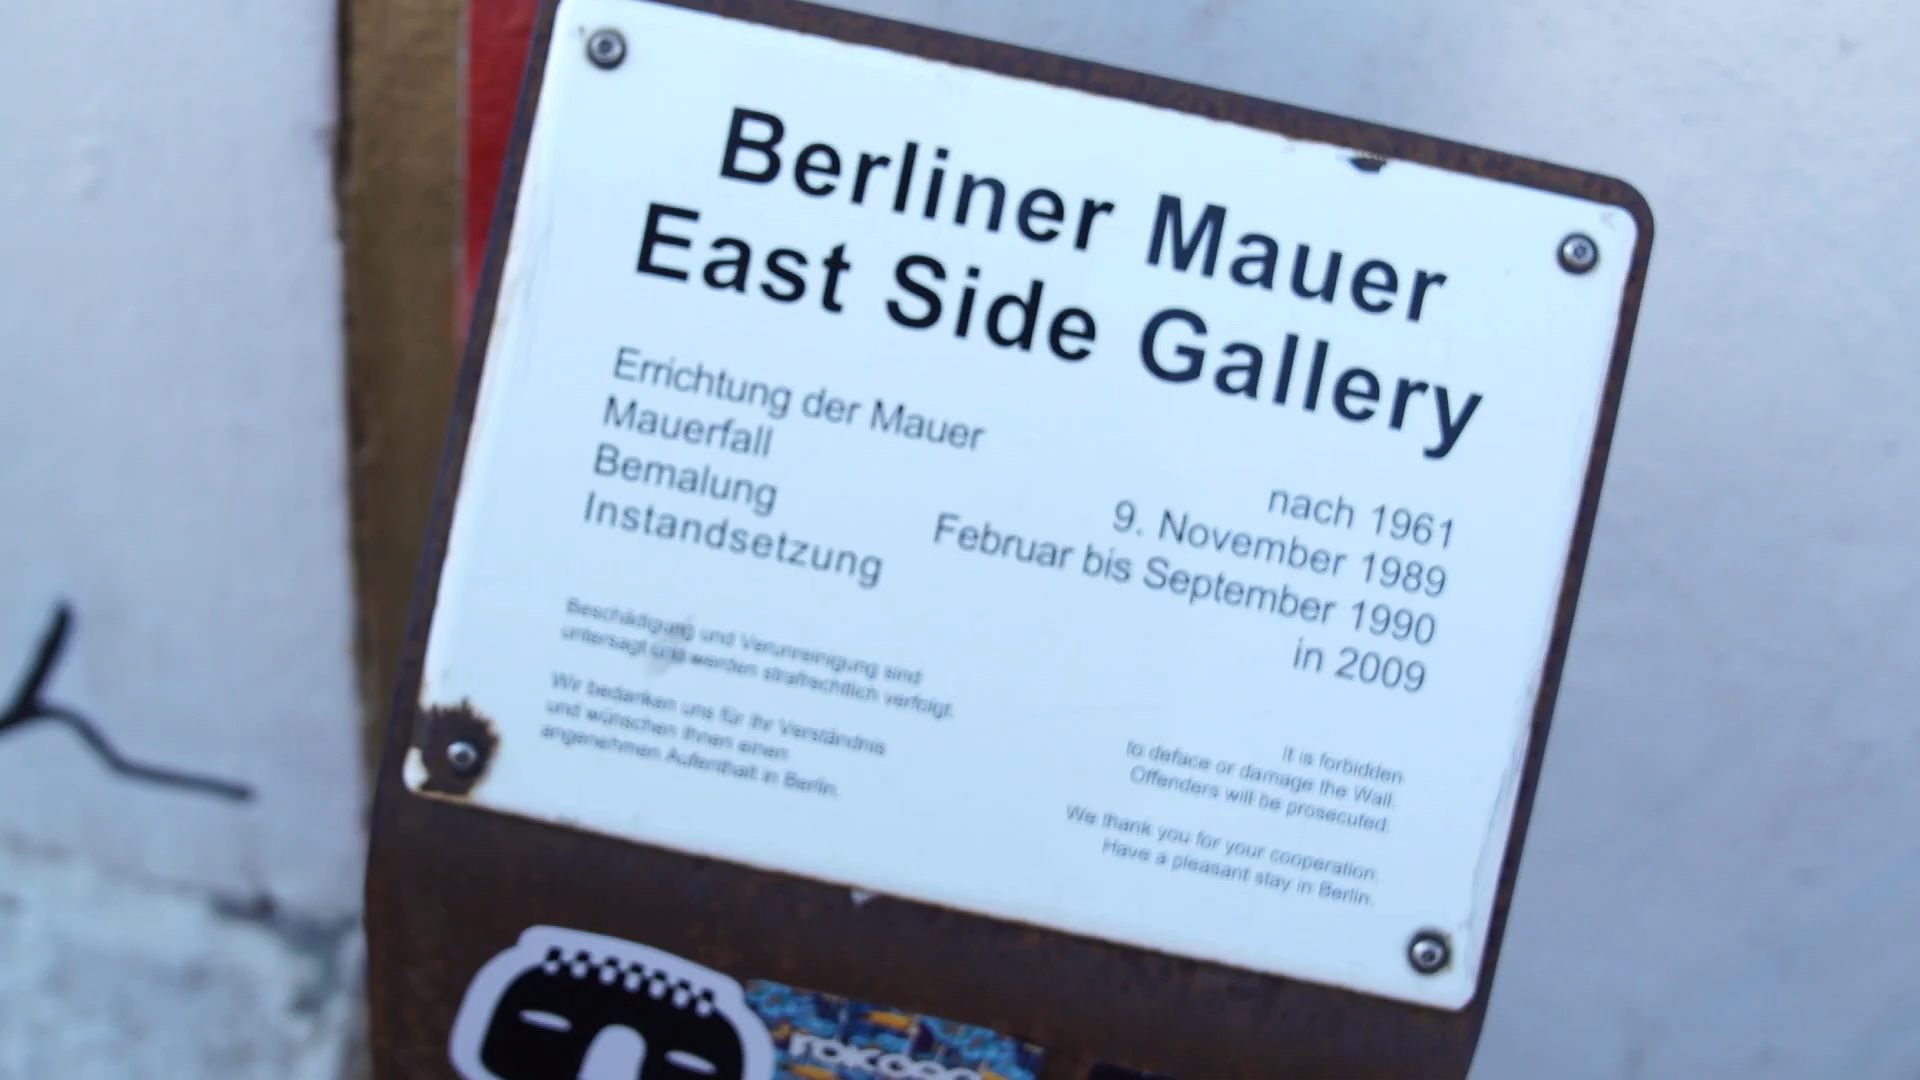 Berliner Mauer
East Side Gallery
Errichtung der Mauer nach 1961
Mauerfall 9. November 1989
Bemalung Februar bis September 1990
Instandsetzung in 2009
Beschädigung und Verunreinigung sind
untersagt und werden strafrechtlich verfolgt.
Wir bedanken uns für Ihr Verständnis
und wünschen Ihnen einen
angenehmen Aufenthalt in Berlin.
It is forbidden
to deface or damage the Wall.
Offenders will be prosecuted.
We thank you for your cooperation.
Have a pleasant stay in Berlin.